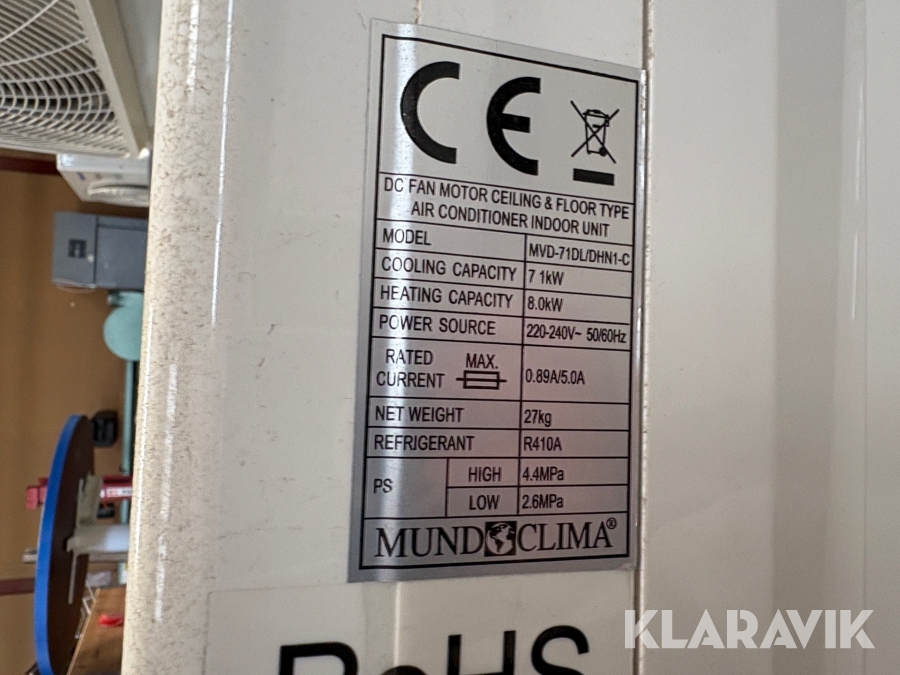 CE
DC FAN MOTOR CEILING & FLOOR TYPE
AIR CONDITIONER INDOOR UNIT
MODEL MVD-71DL/DHN1-C
COOLING CAPACITY 7 1kW
HEATING CAPACITY 8.0kW
POWER SOURCE 220-240V~ 50/60Hz
RATED CURRENT MAX. 0.89A/5.0A
NET WEIGHT 27kg
REFRIGERANT R410A
PS HIGH 4.4MPa
LOW 2.6MPa
MUNDOCLIMA®
RoHS
KLARAVIK